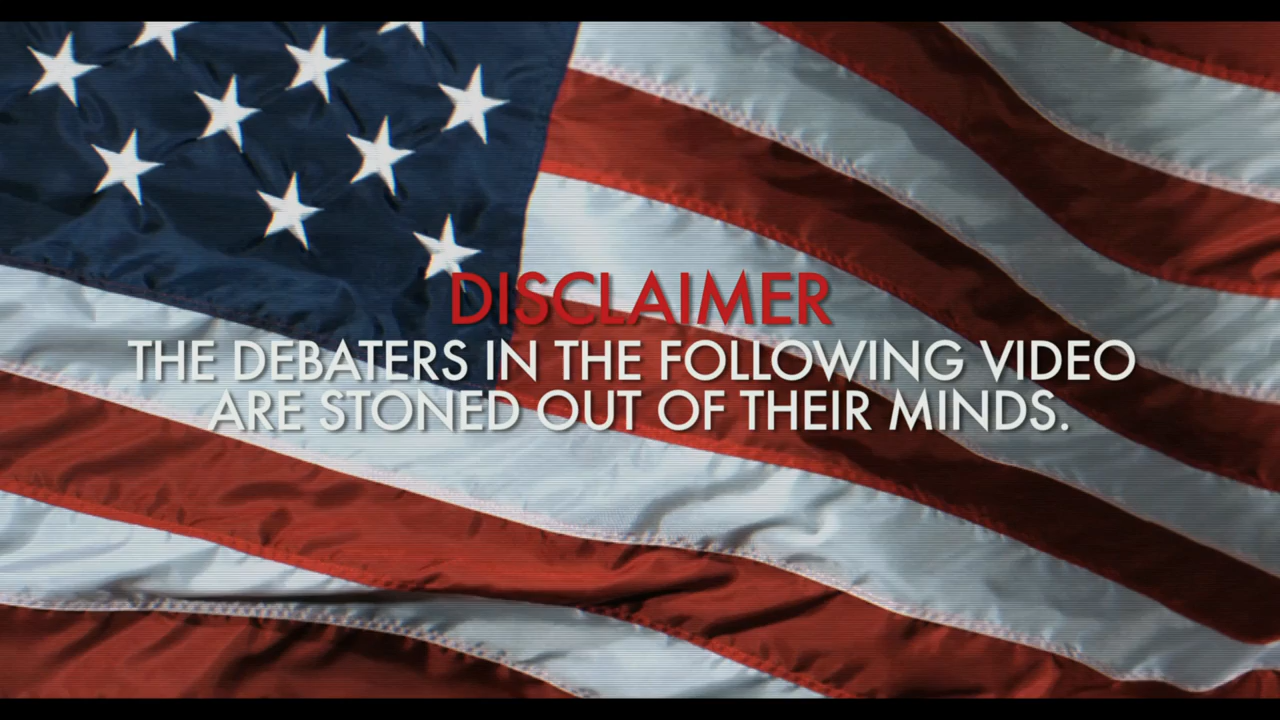 DISCLAIMER
THE DEBATERS IN THE FOLLOWING VIDEO
ARE STONED OUT OF THEIR MINDS.